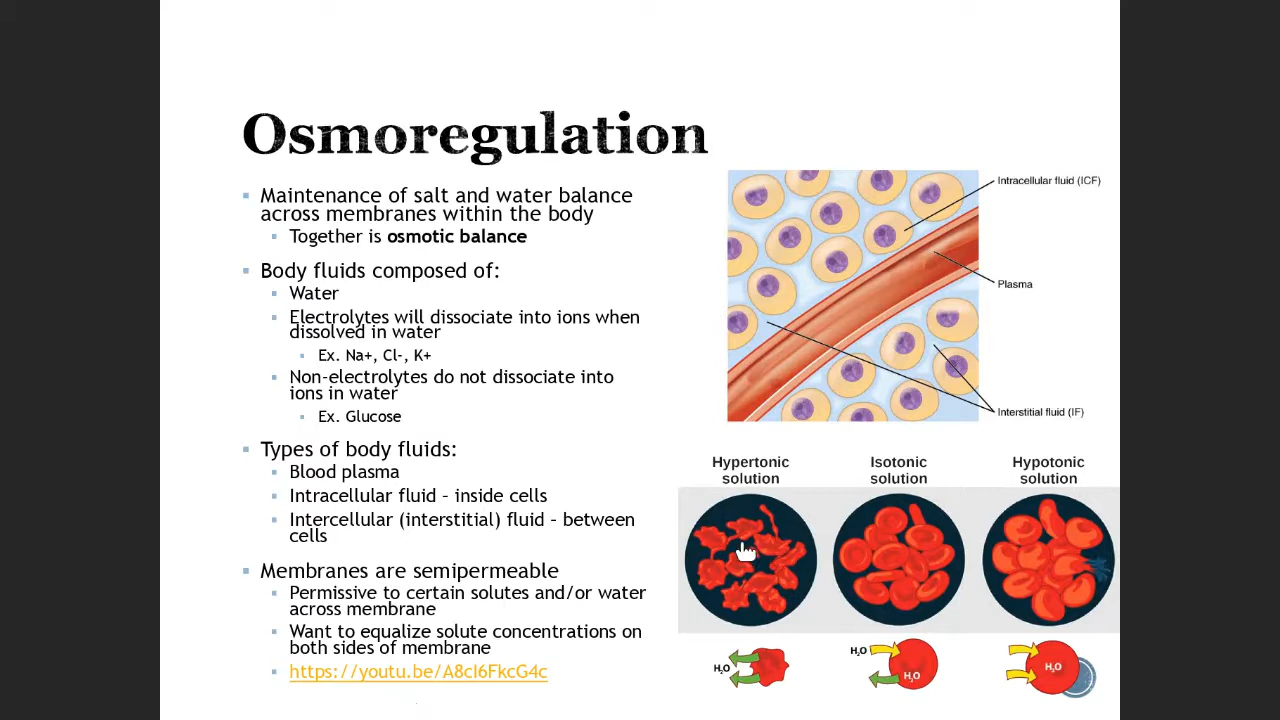 Osmoregulation
Maintenance of salt and water balance
across membranes within the body
Together is osmotic balance
Body fluids composed of:
Water
Electrolytes will dissociate into ions when
dissolved in water
Ex. Na+, Cl-, K+
Non-electrolytes do not dissociate into
ions in water
Ex. Glucose
Types of body fluids:
Blood plasma
Intracellular fluid – inside cells
Intercellular (interstitial) fluid – between
cells
Membranes are semipermeable
Permissive to certain solutes and/or water
across membrane
Want to equalize solute concentrations on
both sides of membrane
https://youtu.be/A8cI6FkcG4c
Intracellular fluid (ICF)
Plasma
Interstitial fluid (IF)
Hypertonic
solution
Isotonic
solution
Hypotonic
solution
H₂O
H₂O
H₂O
H₂O